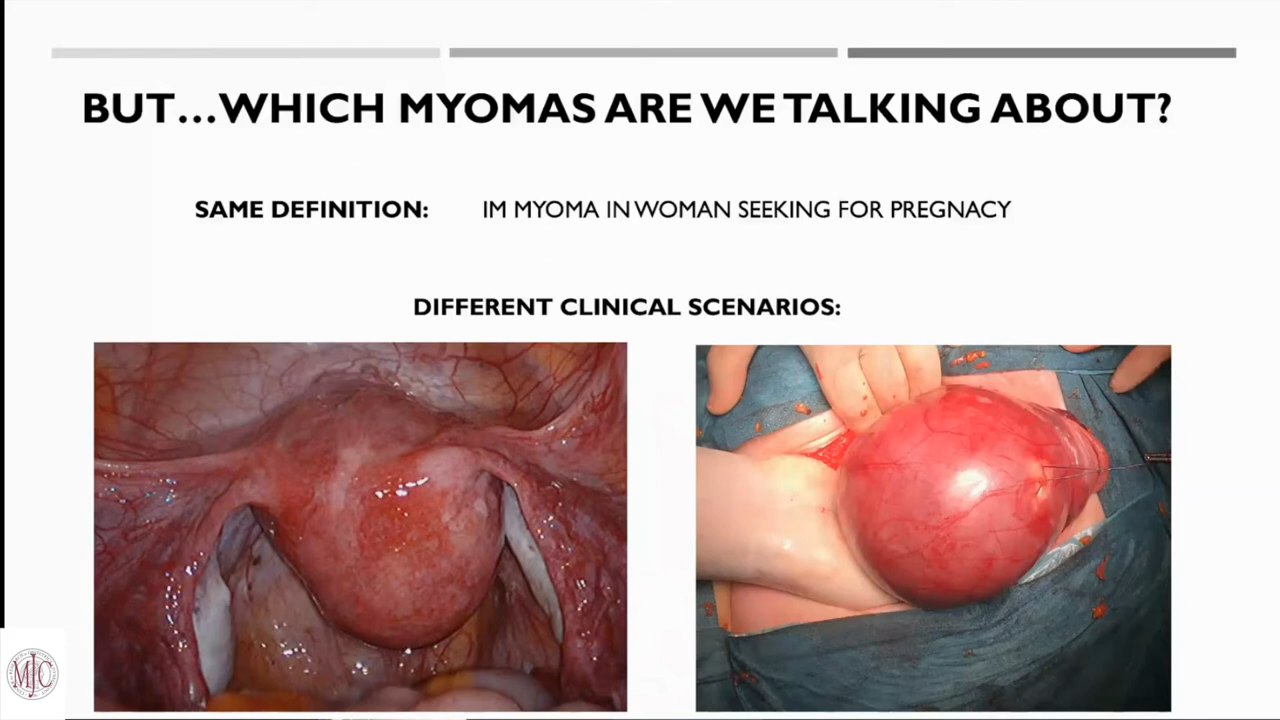 BUT...WHICH MYOMAS ARE WE TALKING ABOUT?
SAME DEFINITION: IM MYOMA IN WOMAN SEEKING FOR PREGNACY
DIFFERENT CLINICAL SCENARIOS:
MJC